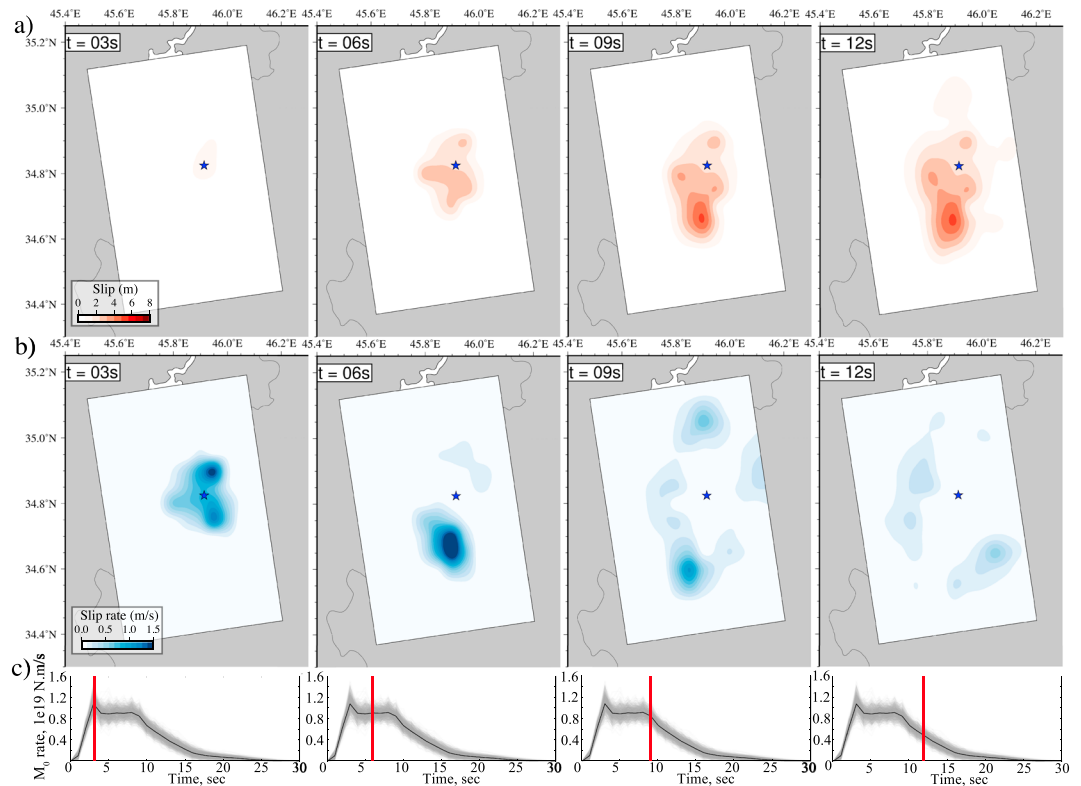 a)
45.4˚E 45.6˚ 45.8˚ 46.0˚ 46.2˚E
45.4˚E 45.6˚ 45.8˚ 46.0˚ 46.2˚E
45.4˚E 45.6˚ 45.8˚ 46.0˚ 46.2˚E
45.4˚E 45.6˚ 45.8˚ 46.0˚ 46.2˚E
35.2˚N
t = 03s
t = 06s
t = 09s
t = 12s
35.0˚N
34.8˚N
34.6˚N
34.4˚N
Slip (m)
0 2 4 6 8
b)
45.4˚E 45.6˚ 45.8˚ 46.0˚ 46.2˚E
45.4˚E 45.6˚ 45.8˚ 46.0˚ 46.2˚E
45.4˚E 45.6˚ 45.8˚ 46.0˚ 46.2˚E
45.4˚E 45.6˚ 45.8˚ 46.0˚ 46.2˚E
35.2˚N
t = 03s
t = 06s
t = 09s
t = 12s
35.0˚N
34.8˚N
34.6˚N
34.4˚N
Slip rate (m/s)
0.0 0.5 1.0 1.5
c)
M0 rate, 1e19 N.m/s
1.6
1.2
0.8
0.4
0 5 10 15 20 25 30
Time, sec
1.6
1.2
0.8
0.4
0 5 10 15 20 25 30
Time, sec
1.6
1.2
0.8
0.4
0 5 10 15 20 25 30
Time, sec
1.6
1.2
0.8
0.4
0 5 10 15 20 25 30
Time, sec